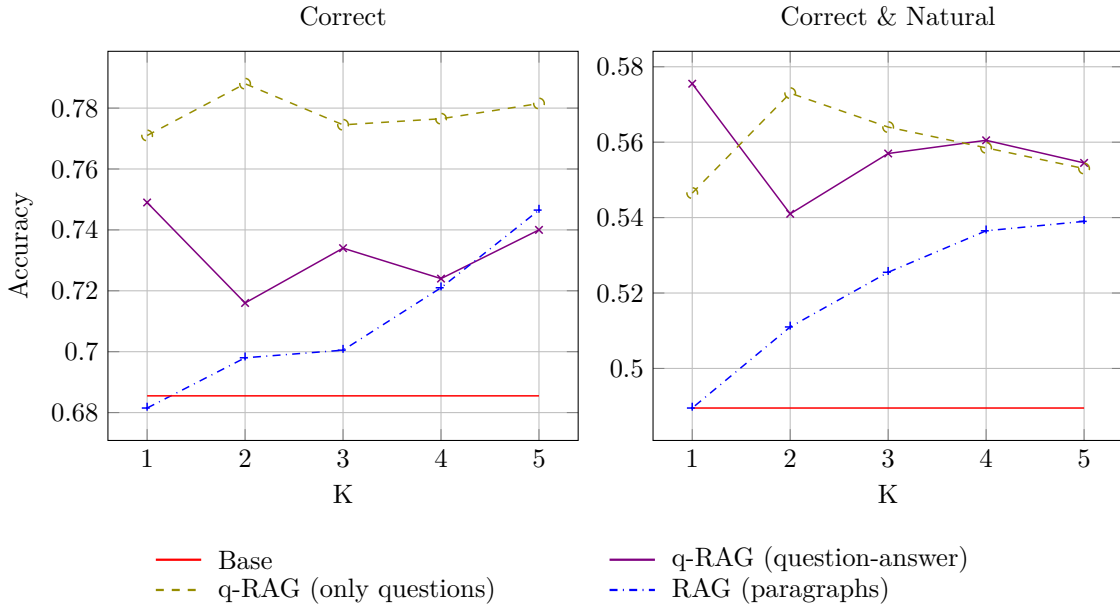 Correct
Correct & Natural
Accuracy
0.78
0.76
0.74
0.72
0.7
0.68
1 2 3 4 5
K
0.58
0.56
0.54
0.52
0.5
1 2 3 4 5
K
Base
q-RAG (only questions)
q-RAG (question-answer)
RAG (paragraphs)